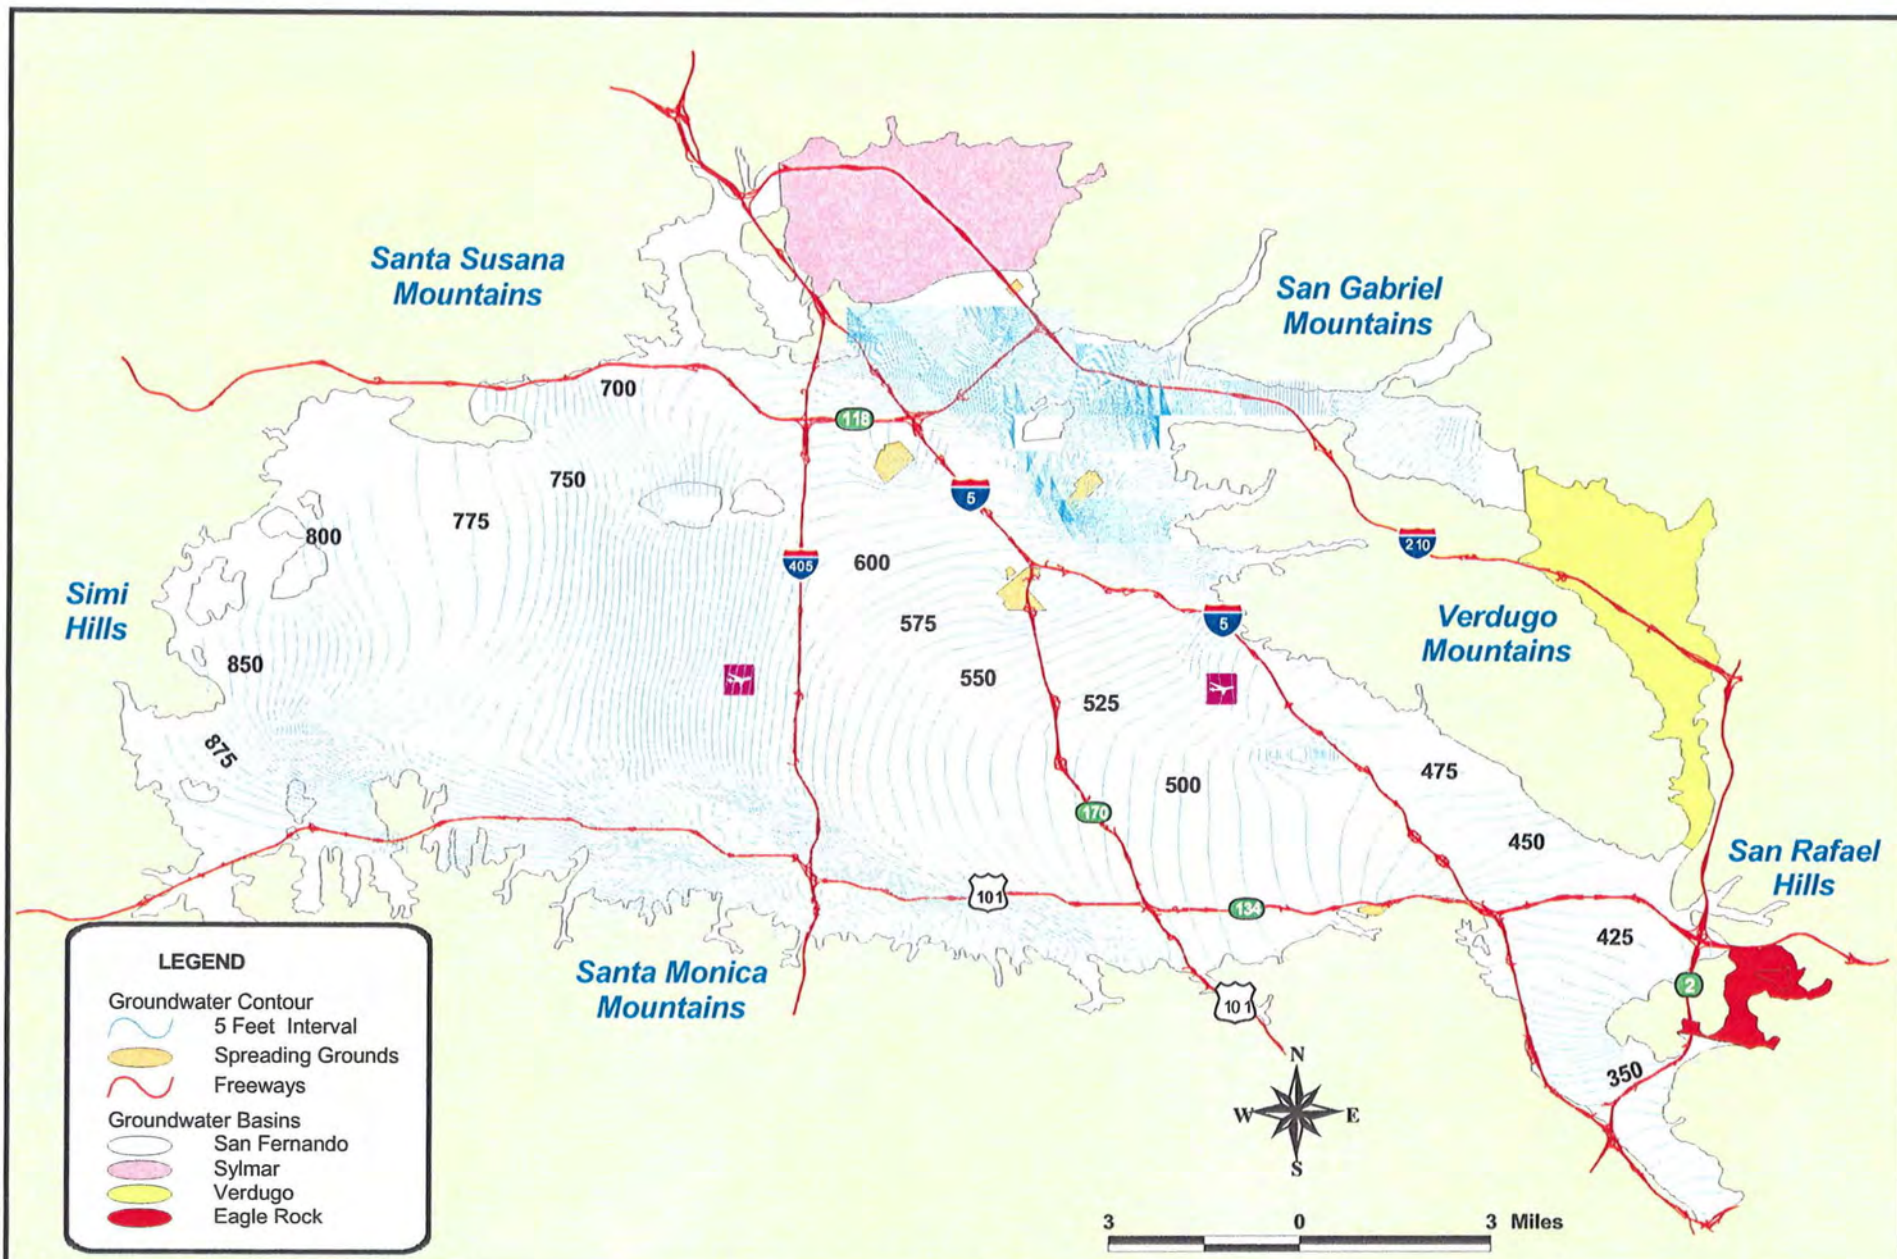 Santa Susana
Mountains
San Gabriel
Mountains
700
118
750
5
775
800
210
405
600
Simi
Hills
575
5
Verdugo
Mountains
850
550
525
875
475
500
170
450
San Rafael
Hills
101
134
425
Santa Monica
Mountains
2
101
350
N
W
E
S
3
0
3 Miles
LEGEND
Groundwater Contour
5 Feet Interval
Spreading Grounds
Freeways
Groundwater Basins
San Fernando
Sylmar
Verdugo
Eagle Rock